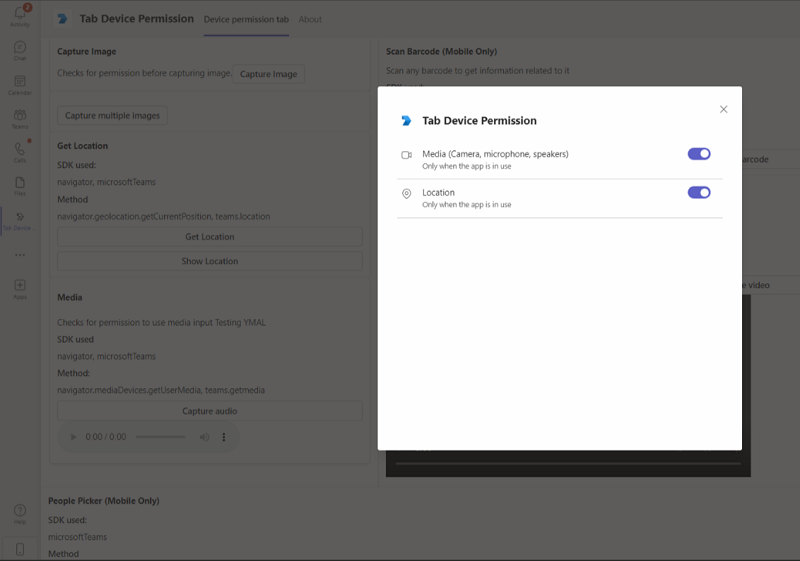 Tab Device Permission
Device permission tab
About
2
Activity
Chat
Calendar
Teams
Calls
Files
Apps
Help
Capture Image
Checks for permission before capturing image.
Capture Image
Capture multiple images
Get Location
SDK used:
navigator, microsoftTeams
Method
navigator.geolocation.getCurrentPosition, teams.location
Get Location
Show Location
Media
Checks for permission to use media input Testing YMAL
SDK used
navigator, microsoftTeams
Method:
navigator.mediaDevices.getUserMedia, teams.getmedia
Capture audio
0:00 / 0:00
People Picker (Mobile Only)
SDK used:
microsoftTeams
Method
Scan Barcode (Mobile Only)
Scan any barcode to get information related to it
arcode
e video
Tab Device Permission
Media (Camera, microphone, speakers)
Only when the app is in use
Location
Only when the app is in use